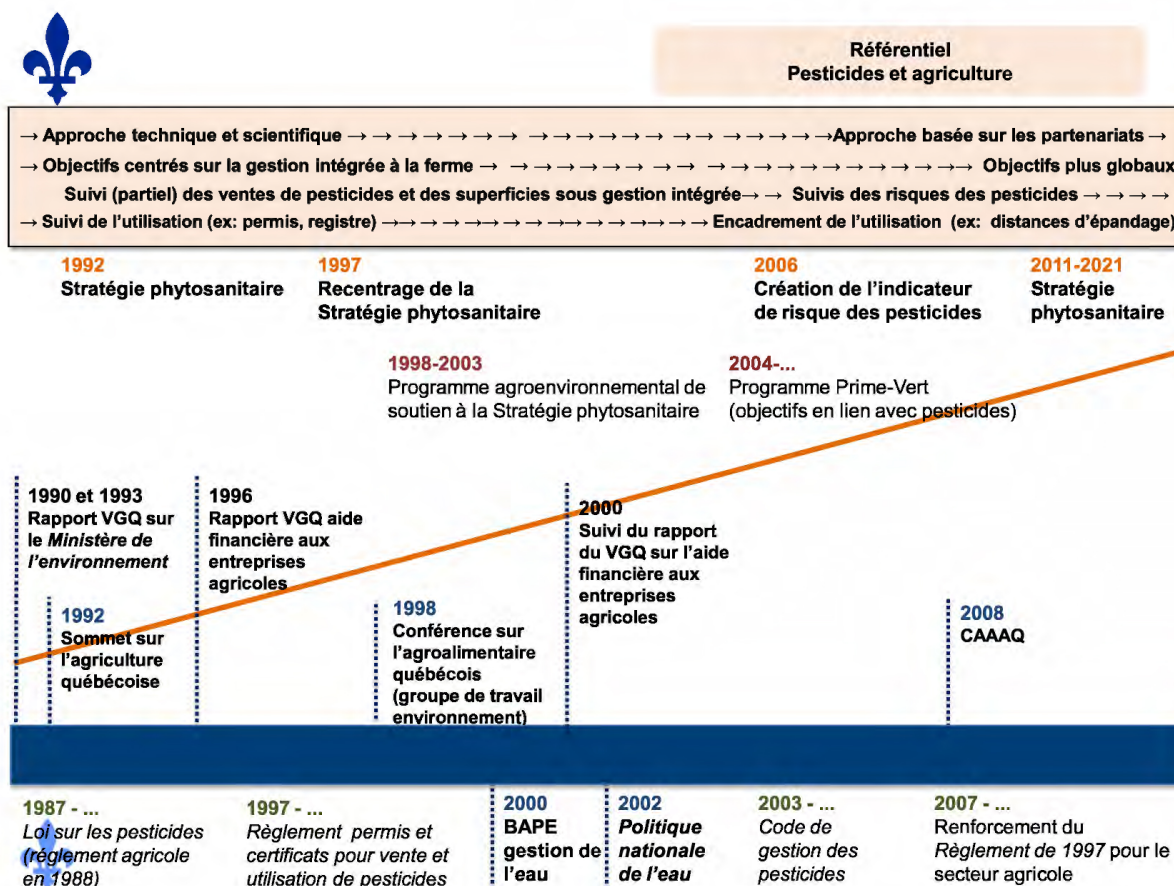 Référentiel
Pesticides et agriculture
→ Approche technique et scientifique → → → → → → → → → → → → → → → → → →Approche basée sur les partenariats →
→ Objectifs centrés sur la gestion intégrée à la ferme → → → → → → → → → → → → → → → → → → → Objectifs plus globaux
Suivi (partiel) des ventes de pesticides et des superficies sous gestion intégrée→ → Suivis des risques des pesticides → → → →
→ Suivi de l'utilisation (ex: permis, registre) →→→→→→→→→→→→→→→→→→ Encadrement de l'utilisation (ex: distances d'épandage)
1992
Stratégie phytosanitaire
1997
Recentrage de la
Stratégie phytosanitaire
2006
Création de l'indicateur
de risque des pesticides
2011-2021
Stratégie
phytosanitaire
1998-2003
Programme agroenvironnemental de
soutien à la Stratégie phytosanitaire
2004-...
Programme Prime-Vert
(objectifs en lien avec pesticides)
1990 et 1993
Rapport VGQ sur
le Ministère de
l'environnement
1996
Rapport VGQ aide
financière aux
entreprises
agricoles
2000
Suivi du rapport
du VGQ sur l'aide
financière aux
entreprises
agricoles
1992
Sommet sur
l'agriculture
québécoise
1998
Conférence sur
l'agroalimentaire
québécois
(groupe de travail
environnement)
2008
CAAAQ
1987 - ...
Loi sur les pesticides
(réglement agricole
en 1988)
1997 - ...
Règlement permis et
certificats pour vente et
utilisation de pesticides
2000
BAPE
gestion de
l'eau
2002
Politique
nationale
de l'eau
2003 - ...
Code de
gestion des
pesticides
2007 - ...
Renforcement du
Règlement de 1997 pour le
secteur agricole